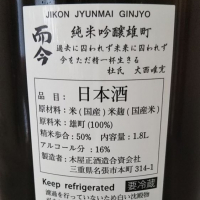 JIKON JYUNMAI GINJYO
而今
純米吟醸雄町
過去に囚われず未来に囚われず
今をただ精一杯生きる
杜氏 大西唯克
品目：日本酒
原材料：米(国産)米麹(国産米)
原料米：雄町(100%)
精米歩合：50% 内容量：1.8L
アルコール分：16%
製造者：木屋正酒造合資会社
三重県名張市本町314-1
Keep refrigerated
要冷蔵